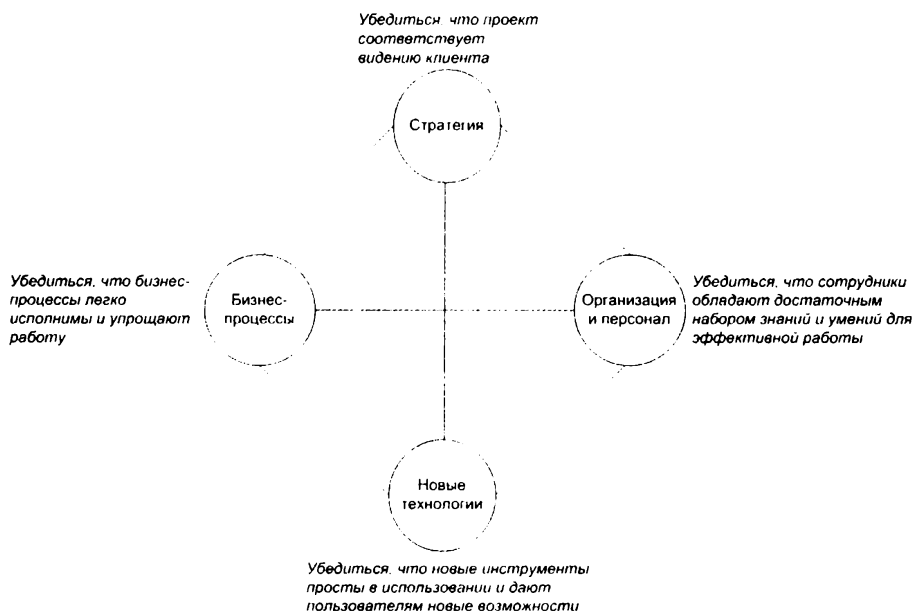 Убедиться, что проект
соответствует
видению клиента
Стратегия
Убедиться, что бизнес-
процессы легко
исполнимы и упрощают
работу
Бизнес-
процессы
Организация
и персонал
Убедиться, что сотрудники
обладают достаточным
набором знаний и умений для
эффективной работы
Новые
технологии
Убедиться, что новые инструменты
просты в использовании и дают
пользователям новые возможности